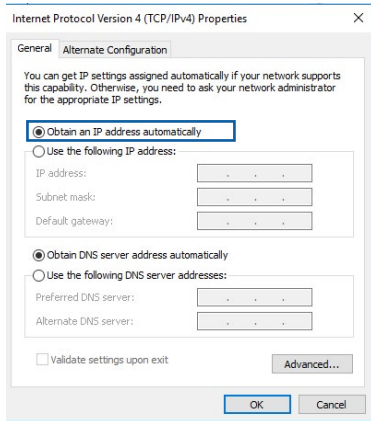 Internet Protocol Version 4 (TCP/IPv4) Properties
General Alternate Configuration
You can get IP settings assigned automatically if your network supports
this capability. Otherwise, you need to ask your network administrator
for the appropriate IP settings.
Obtain an IP address automatically
Use the following IP address:
IP address:
Subnet mask:
Default gateway:
Obtain DNS server address automatically
Use the following DNS server addresses:
Preferred DNS server:
Alternate DNS server:
Validate settings upon exit
Advanced...
OK Cancel